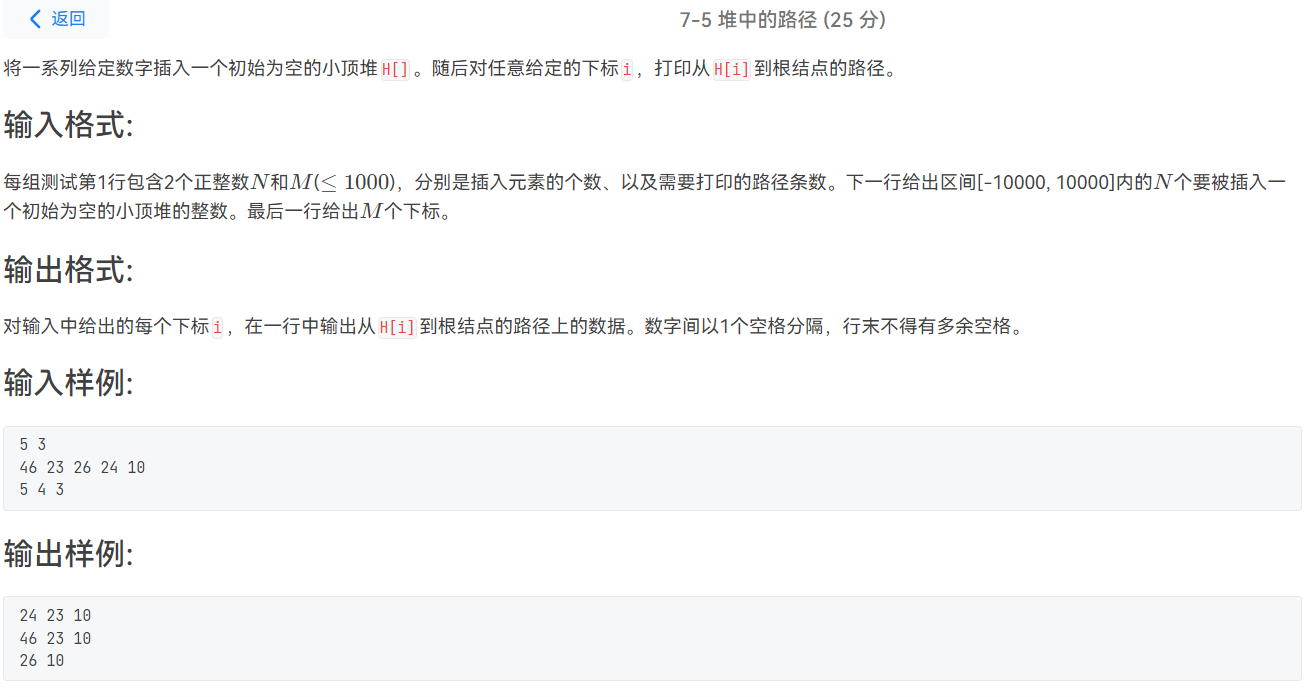 返回
7-5 堆中的路径 (25 分)
将一系列给定数字插入一个初始为空的小顶堆H[]。随后对任意给定的下标i，打印从H[i]到根结点的路径。
输入格式:
每组测试第1行包含2个正整数N和M(≤1000)，分别是插入元素的个数、以及需要打印的路径条数。下一行给出区间[-10000, 10000]内的N个要被插入一
个初始为空的小顶堆的整数。最后一行给出M个下标。
输出格式:
对输入中给出的每个下标i，在一行中输出从H[i]到根结点的路径上的数据。数字间以1个空格分隔，行末不得有多余空格。
输入样例:
5 3
46 23 26 24 10
5 4 3
输出样例:
24 23 10
46 23 10
26 10